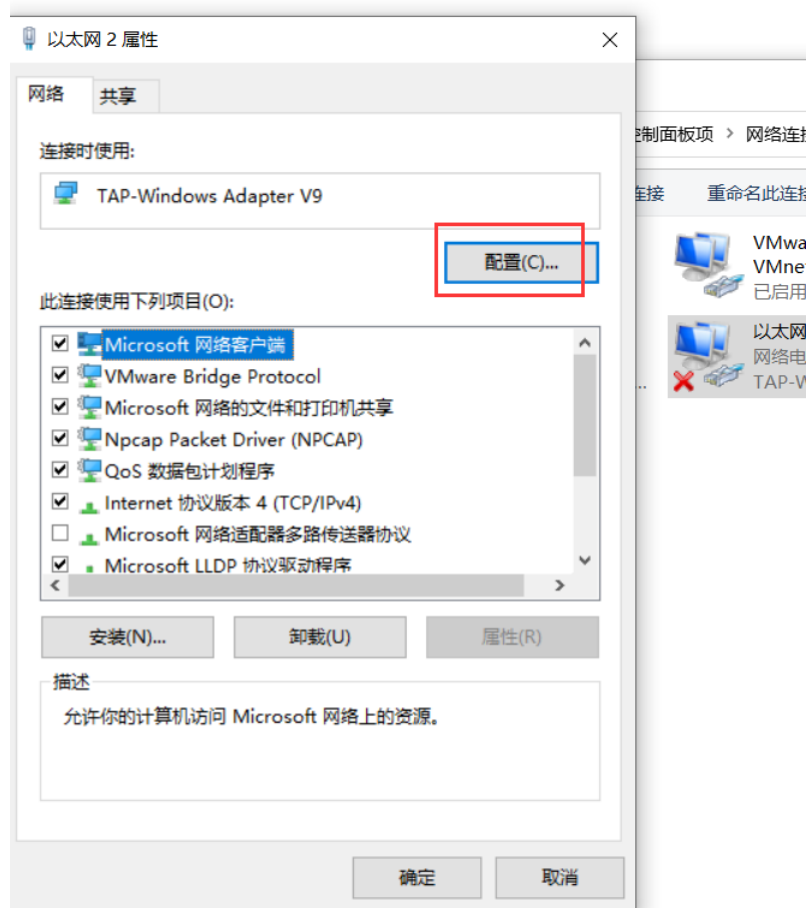 以太网 2 属性
网络
共享
连接时使用:
TAP-Windows Adapter V9
配置(C)...
此连接使用下列项目(O):
Microsoft 网络客户端
VMware Bridge Protocol
Microsoft 网络的文件和打印机共享
Npcap Packet Driver (NPCAP)
QoS 数据包计划程序
Internet 协议版本 4 (TCP/IPv4)
Microsoft 网络适配器多路传送器协议
Microsoft LLDP 协议驱动程序
安装(N)...
卸载(U)
属性(R)
描述
允许你的计算机访问 Microsoft 网络上的资源。
确定
取消
控制面板项 > 网络连接
连接
重命名此连接
VMwa
VMne
已启用
以太网
网络电
...
TAP-W